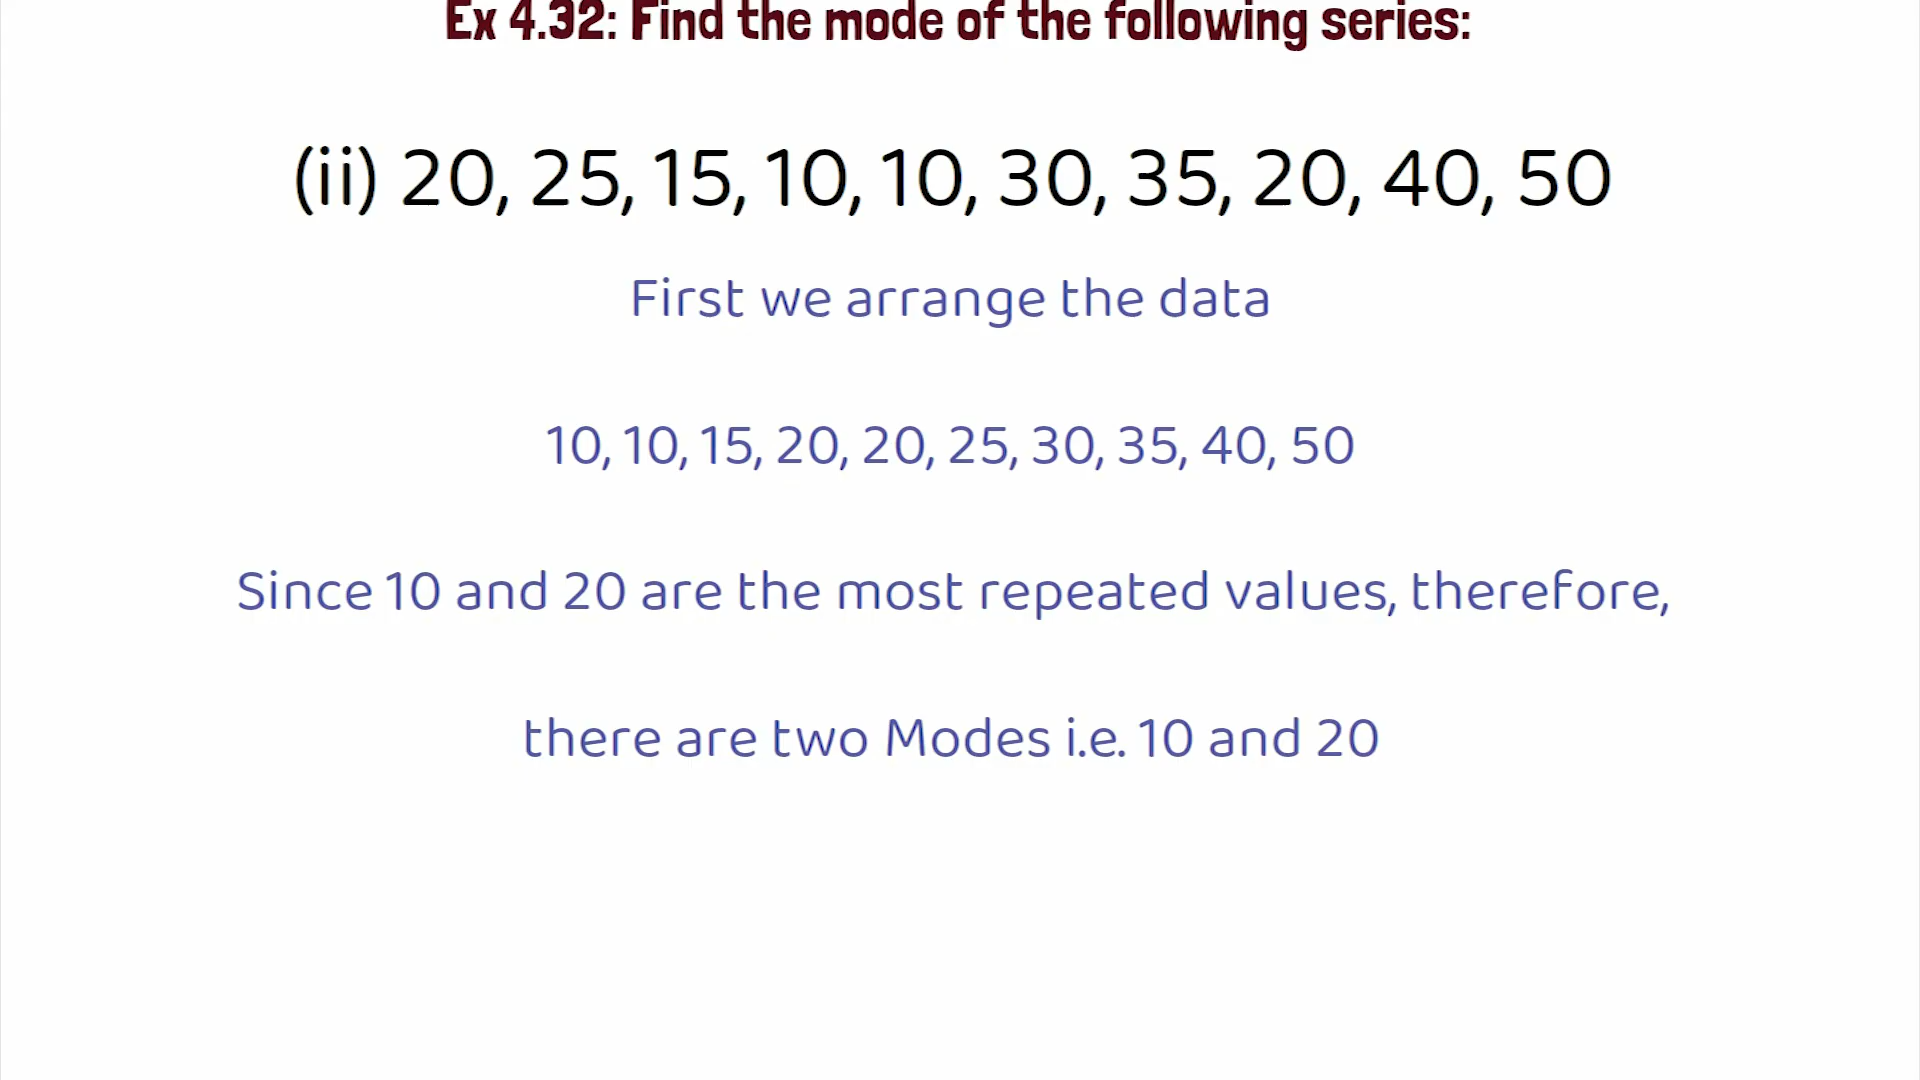 Ex 4.32: Find the mode of the following series:
(ii) 20, 25, 15, 10, 10, 30, 35, 20, 40, 50
First we arrange the data
10, 10, 15, 20, 20, 25, 30, 35, 40, 50
Since 10 and 20 are the most repeated values, therefore,
there are two Modes i.e. 10 and 20